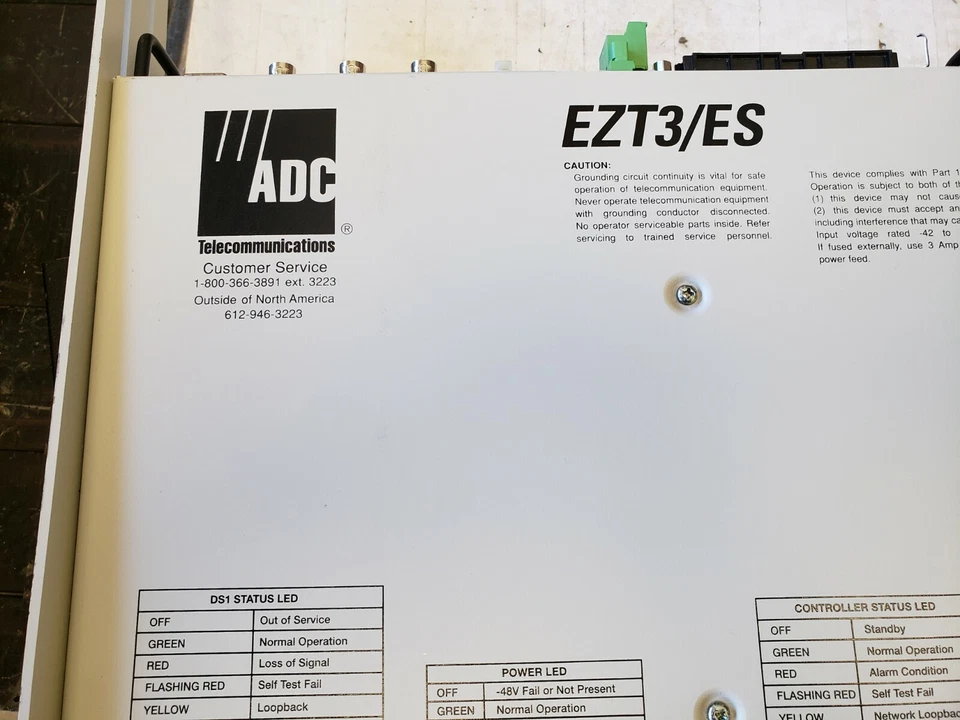 ADC
®
Telecommunications
Customer Service
1-800-366-3891 ext. 3223
Outside of North America
612-946-3223
EZT3/ES
CAUTION:
Grounding circuit continuity is vital for safe
operation of telecommunication equipment.
Never operate telecommunication equipment
with grounding conductor disconnected.
No operator serviceable parts inside. Refer
servicing to trained service personnel.
This device complies with Part
Operation is subject to both of
(1) this device may not
(2) this device must accept
including interference that may
Input voltage rated -42 to
If fused externally, use 3 Amp
power feed.
DS1 STATUS LED
OFF Out of Service
GREEN Normal Operation
RED Loss of Signal
FLASHING RED Self Test Fail
YELLOW Loopback
POWER LED
OFF -48V Fail or Not Present
GREEN Normal Operation
CONTROLLER STATUS LED
OFF Standby
GREEN Normal Operation
RED Alarm Condition
FLASHING RED Self Test Fail
YELLOW Network